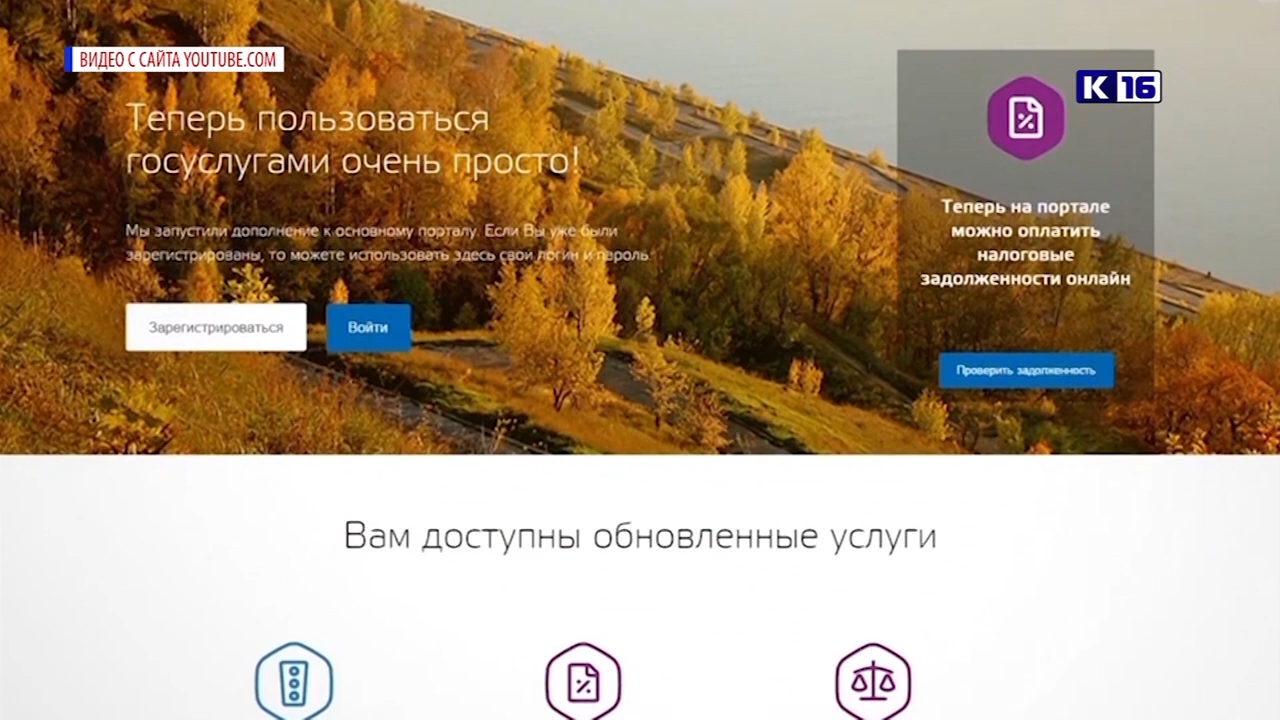 ВИДЕО С САЙТА YOUTUBE.COM
К 16
Теперь пользоваться
госуслугами очень просто!
Мы запустили дополнение к основному порталу. Если Вы уже были
зарегистрированы, то можете использовать здесь свои логин и пароль.
Зарегистрироваться
Войти
Теперь на портале
можно оплатить
налоговые
задолженности онлайн
Проверить задолженность
Вам доступны обновленные услуги